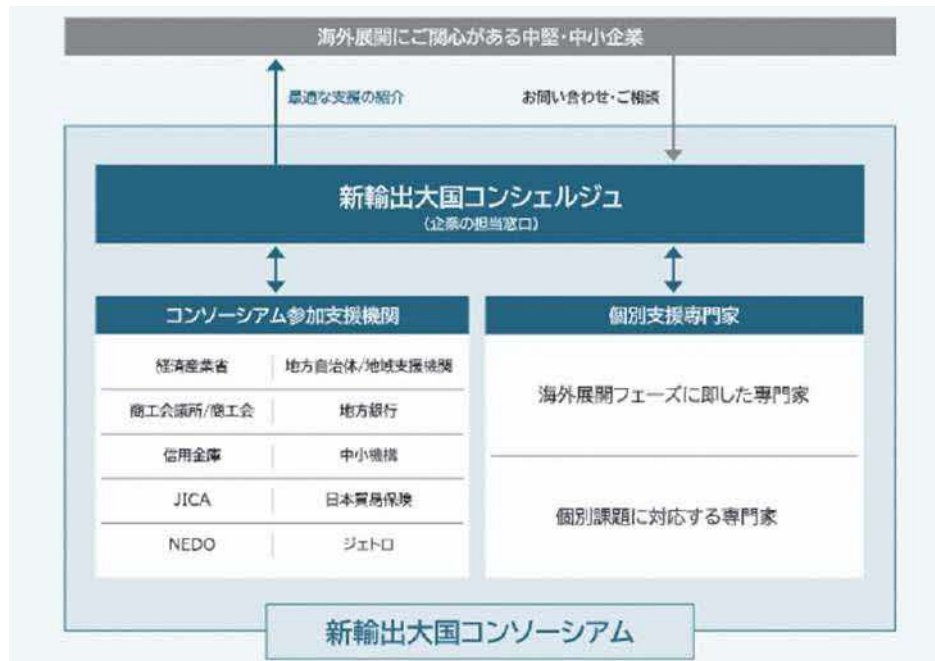 海外展開にご関心がある中堅・中小企業
最適な支援の紹介
お問い合わせ・ご相談
新輸出大国コンシェルジュ
(企業の担当窓口)
コンソーシアム参加支援機関
経済産業省
地方自治体/地域支援機関
商工会議所/商工会
地方銀行
信用金庫
中小機構
JICA
日本貿易保険
NEDO
ジェトロ
個別支援専門家
海外展開フェーズに即した専門家
個別課題に対応する専門家
新輸出大国コンソーシアム